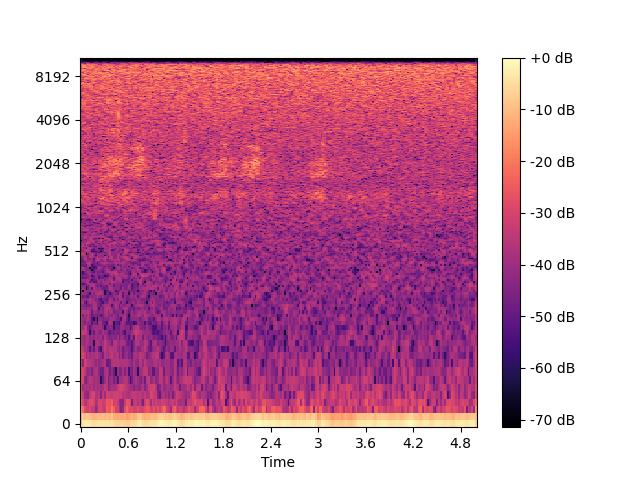 8192
4096
2048
1024
512
256
128
64
0
Hz
0 0.6 1.2 1.8 2.4 3 3.6 4.2 4.8
Time
+0 dB
-10 dB
-20 dB
-30 dB
-40 dB
-50 dB
-60 dB
-70 dB